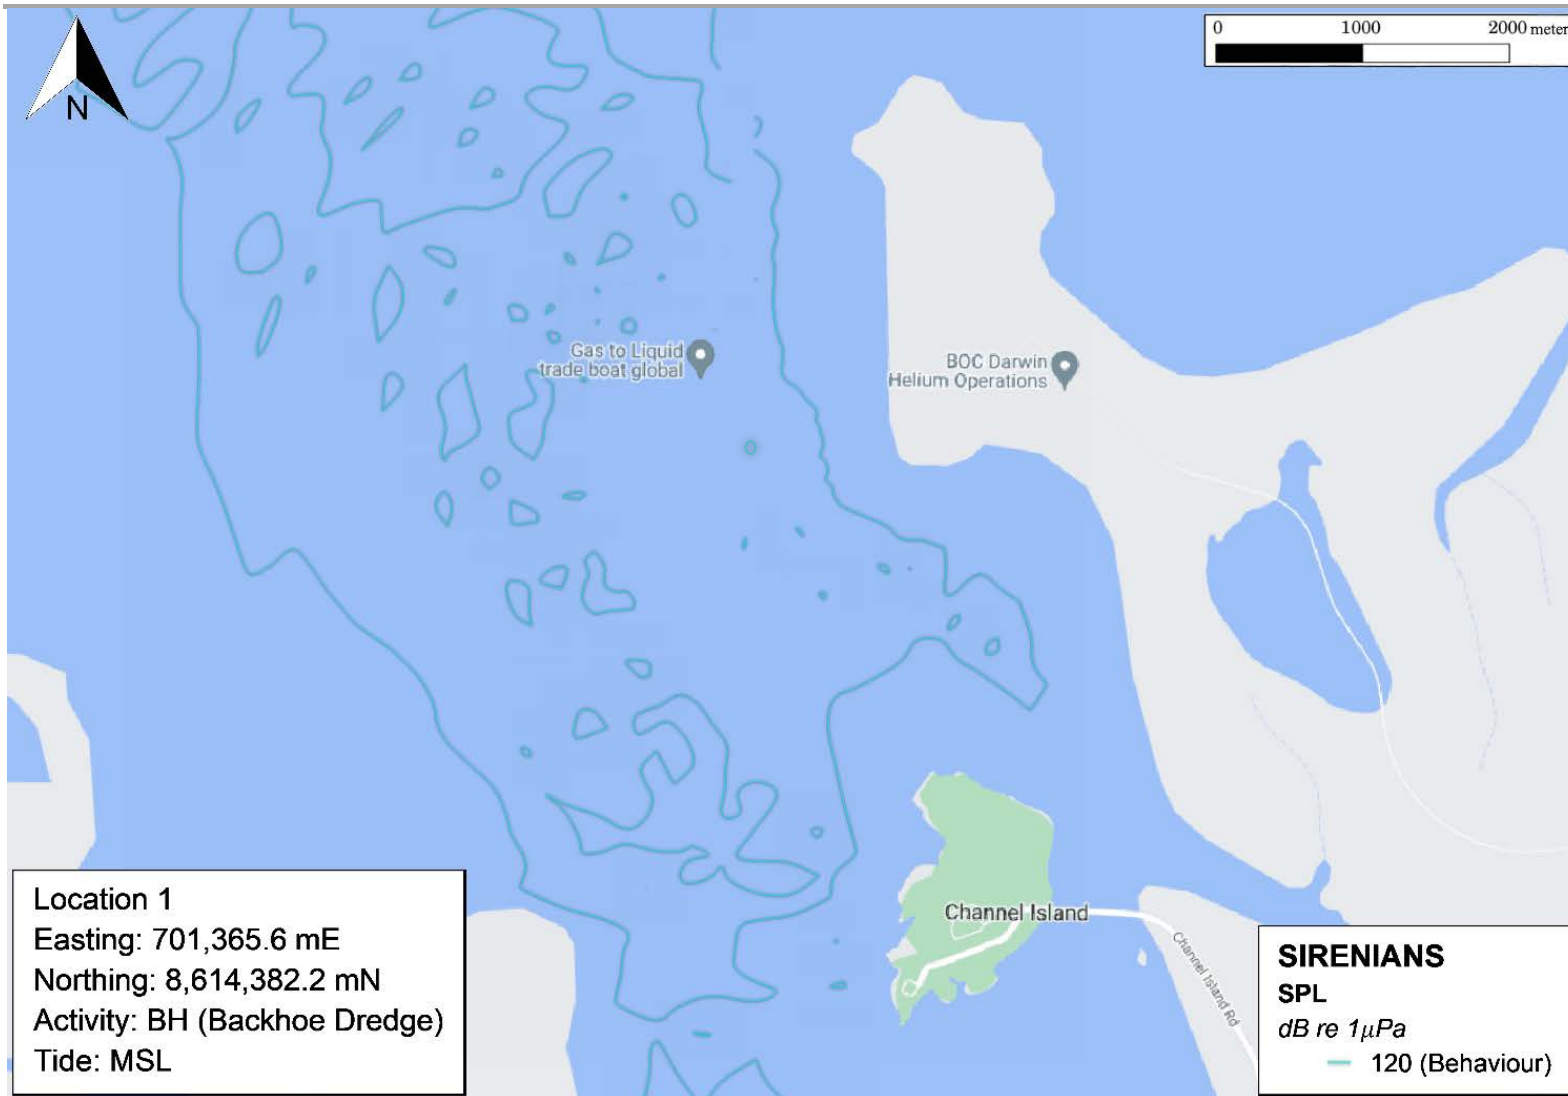 N
0 1000 2000 meter
Gas to Liquid
trade boat global
BOC Darwin
Helium Operations
Channel Island
Channel Island Rd
Location 1
Easting: 701,365.6 mE
Northing: 8,614,382.2 mN
Activity: BH (Backhoe Dredge)
Tide: MSL
SIRENIANS
SPL
dB re 1µPa
120 (Behaviour)